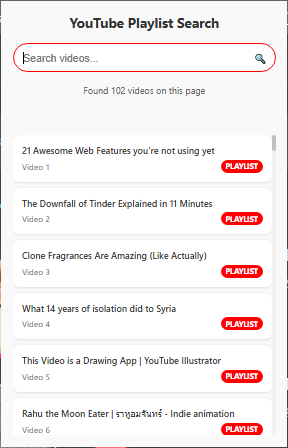 YouTube Playlist Search
Search videos...
Found 102 videos on this page
21 Awesome Web Features you're not using yet
Video 1
PLAYLIST
The Downfall of Tinder Explained in 11 Minutes
Video 2
PLAYLIST
Clone Fragrances Are Amazing (Like Actually)
Video 3
PLAYLIST
What 14 years of isolation did to Syria
Video 4
PLAYLIST
This Video is a Drawing App | YouTube Illustrator
Video 5
PLAYLIST
Rahu the Moon Eater | ราหูอมจันทร์ - Indie animation
Video 6
PLAYLIST